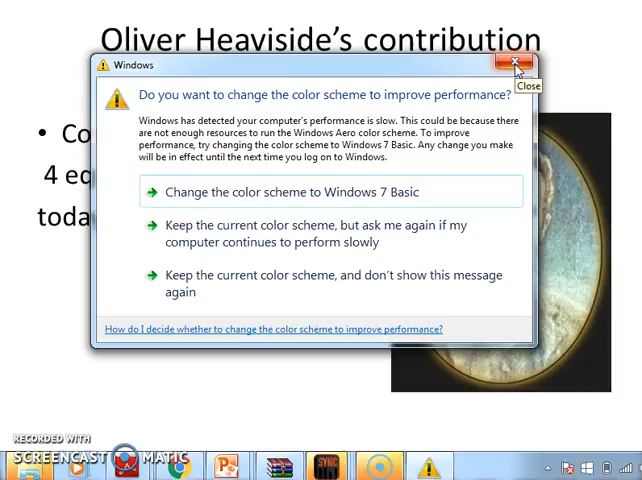 Oliver Heaviside's contribution
Windows
Close
Do you want to change the color scheme to improve performance?
Windows has detected your computer's performance is slow. This could be because there
are not enough resources to run the Windows Aero color scheme. To improve
performance, try changing the color scheme to Windows 7 Basic. Any change you make
will be in effect until the next time you log on to Windows.
• Co
4 eq
toda
Change the color scheme to Windows 7 Basic
Keep the current color scheme, but ask me again if my
computer continues to perform slowly
Keep the current color scheme, and don't show this message
again
How do I decide whether to change the color scheme to improve performance?
RECORDED WITH
SCREENCAST MATIC
SYNC